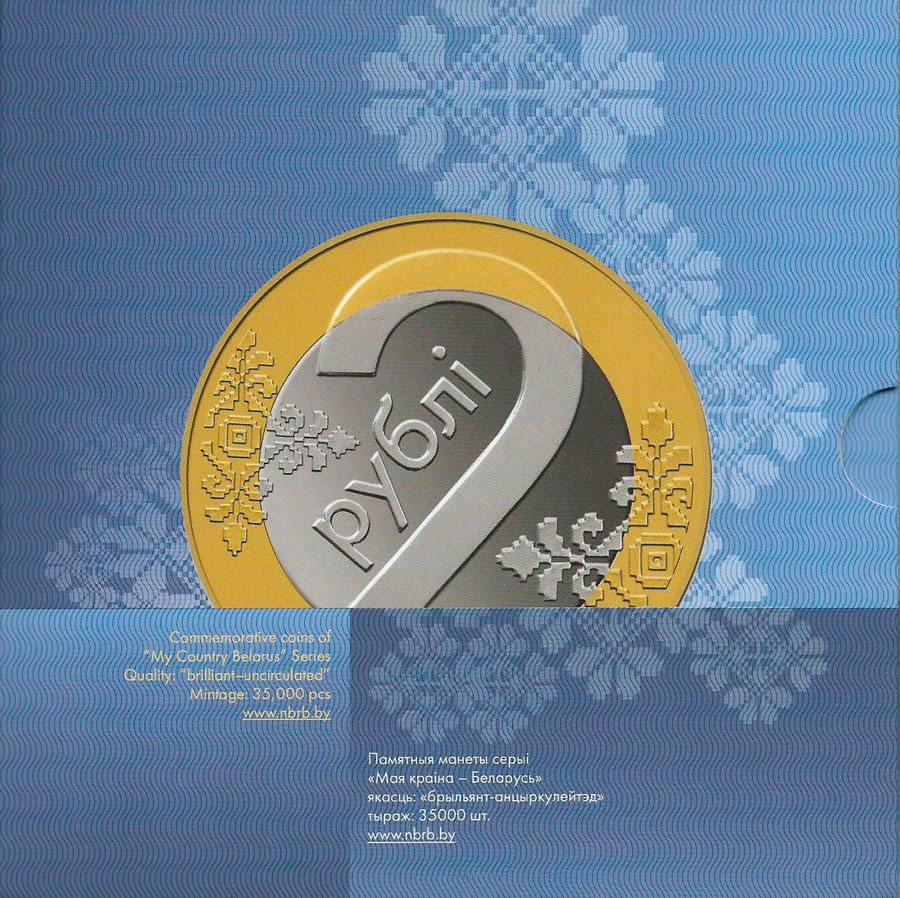 2
рублі
Commemorative coins of
“My Country Belarus” Series
Quality: “brilliant–uncirculated”
Mintage: 35,000 pcs
www.nbrb.by
Памятныя манеты серыі
«Мая краіна – Беларусь»
якасць: «брыльянт-анцыркулейтэд»
тыраж: 35000 шт.
www.nbrb.by